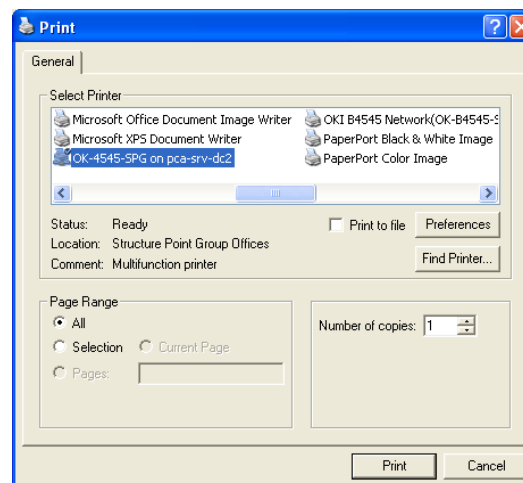 Print
General
Select Printer
Microsoft Office Document Image Writer
Microsoft XPS Document Writer
OK-4545-SPG on pca-srv-dc2
OKI B4545 Network(OK-B4545-S
PaperPort Black & White Image
PaperPort Color Image
Status: Ready
Location: Structure Point Group Offices
Comment: Multifunction printer
Print to file
Preferences
Find Printer...
Page Range
All
Selection
Current Page
Pages:
Number of copies: 1
Print
Cancel